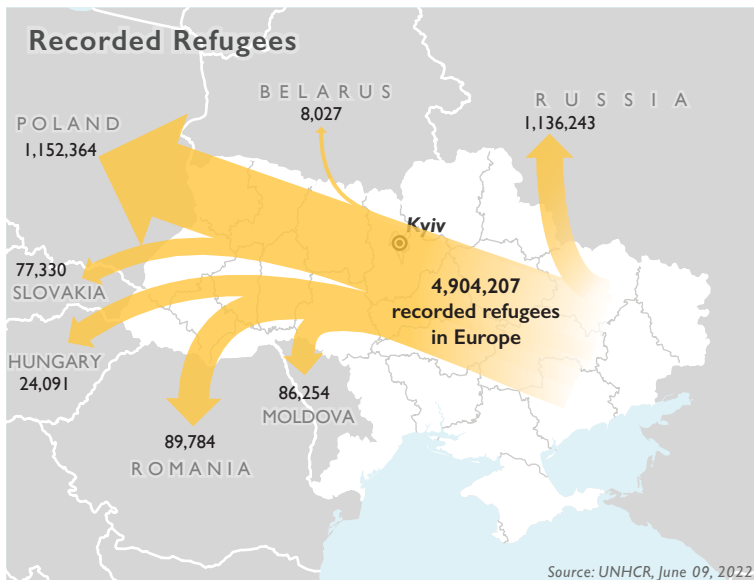 Recorded Refugees
BELARUS
8,027
RUSSIA
1,136,243
POLAND
1,152,364
Kyiv
77,330
SLOVAKIA
4,904,207
recorded refugees
in Europe
HUNGARY
24,091
86,254
MOLDOVA
89,784
ROMANIA
Source: UNHCR, June 09, 2022